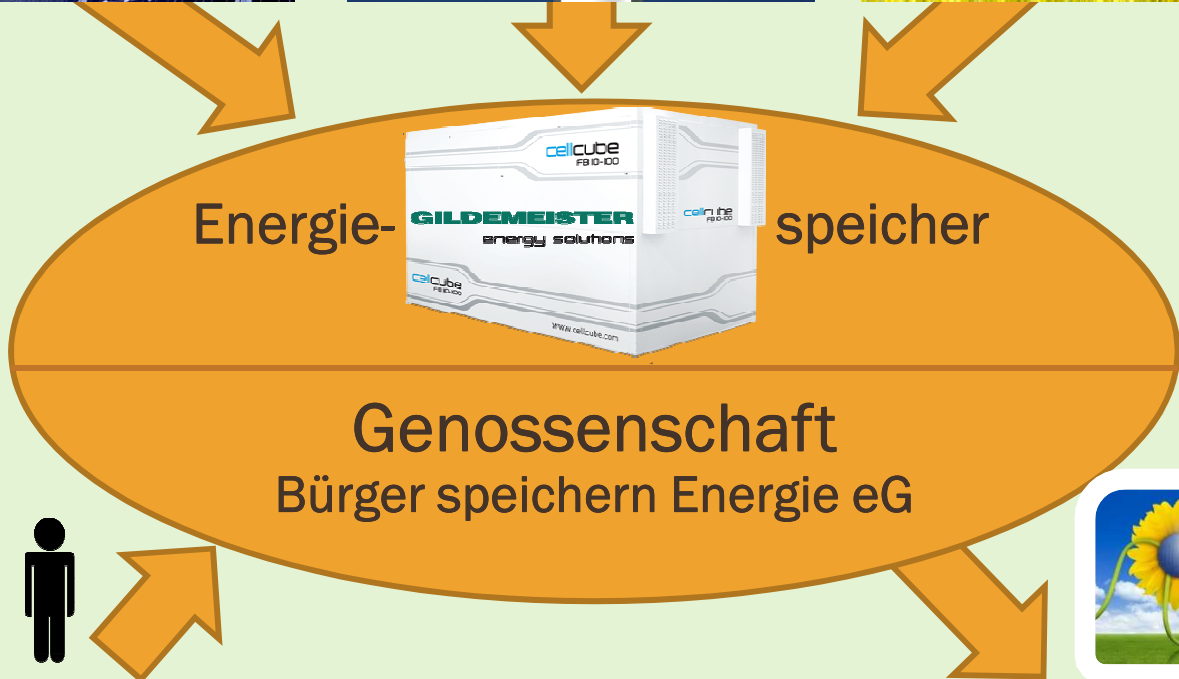 cellcube
FB 10-100
Energie-
GILDEMEISTER
energy solutions
cellcube
FB 10-100
speicher
cellcube
FB 10-100
www.cellcube.com
Genossenschaft
Bürger speichern Energie eG